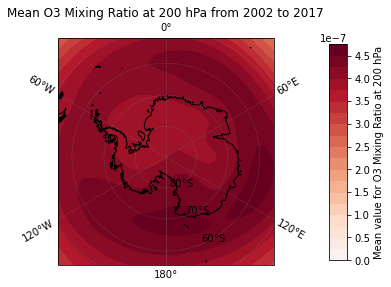 Mean O3 Mixing Ratio at 200 hPa from 2002 to 2017
0°
60°W
60°E
120°W
120°E
180°
80°S
70°S
60°S
1e−7
4.5
4.0
3.5
3.0
2.5
2.0
1.5
1.0
0.5
0.0
Mean value for O3 Mixing Ratio at 200 hPa